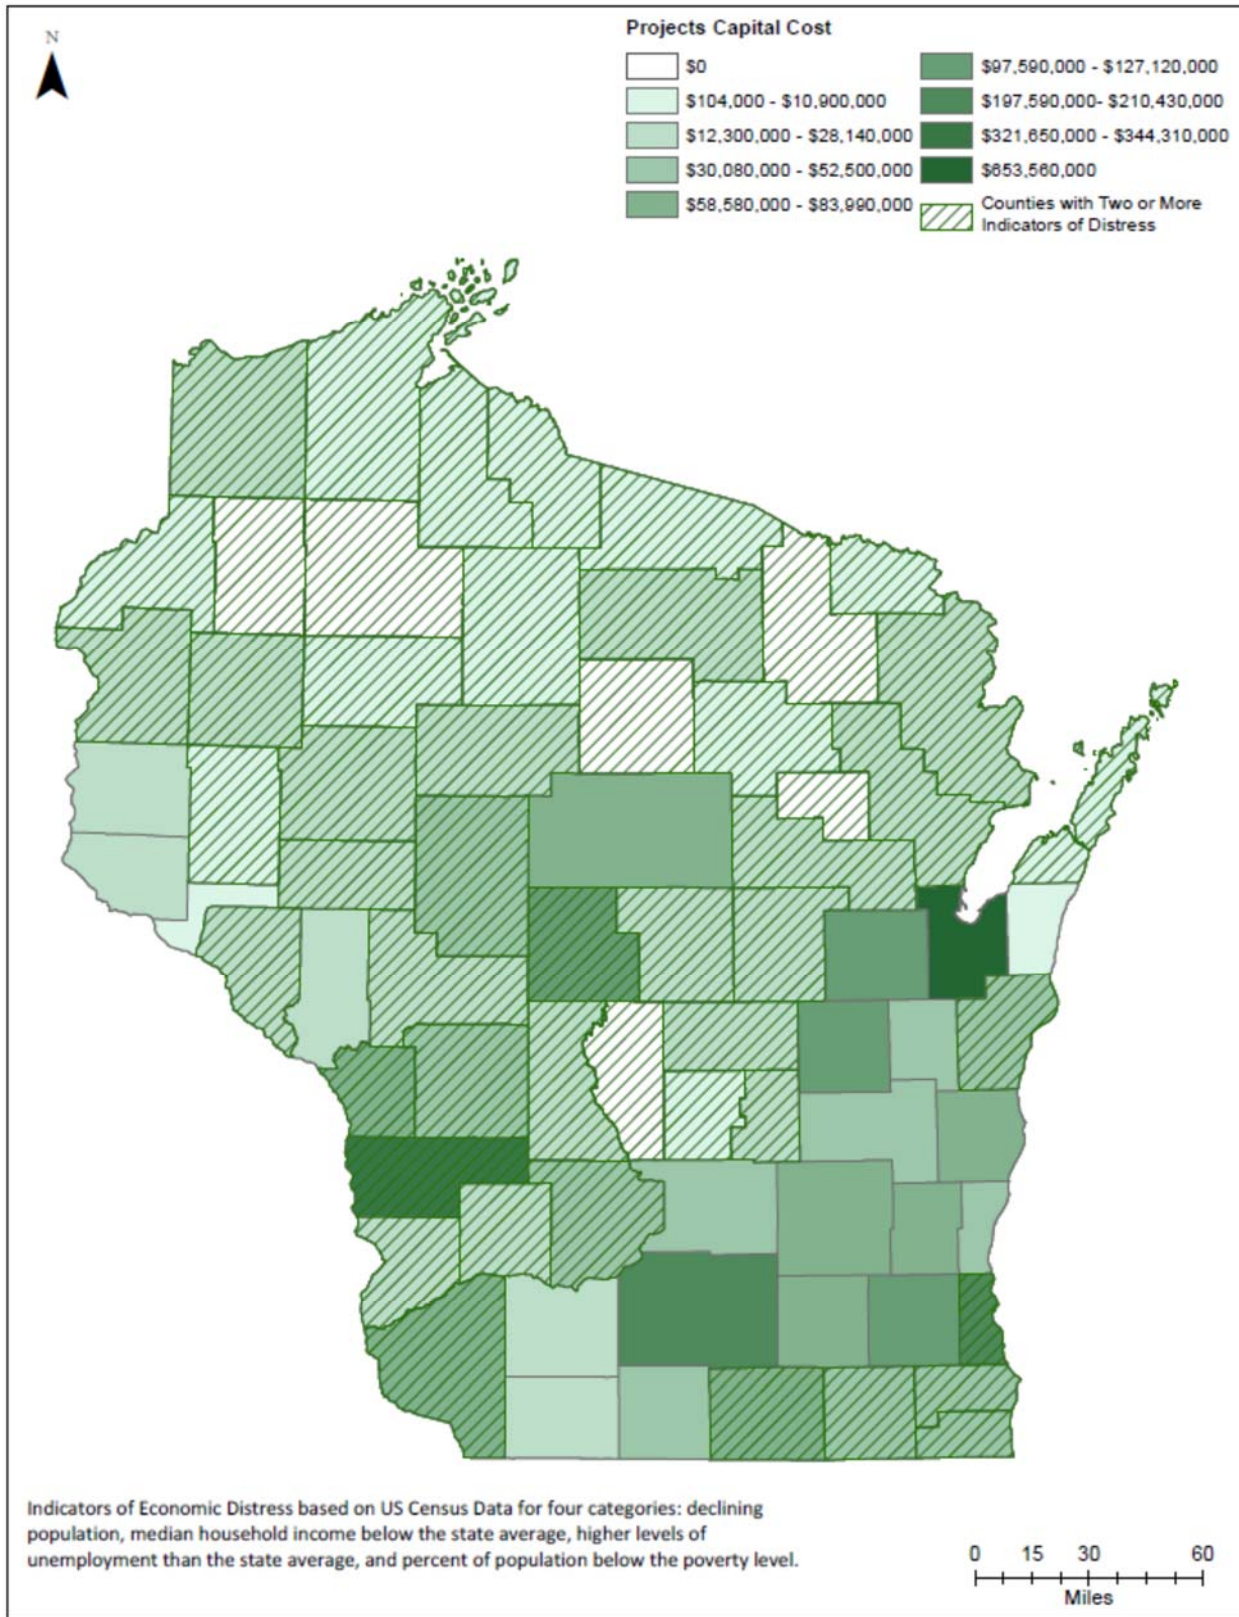 N
Projects Capital Cost
$0
$104,000 - $10,900,000
$12,300,000 - $28,140,000
$30,080,000 - $52,500,000
$58,580,000 - $83,990,000
$97,590,000 - $127,120,000
$197,590,000- $210,430,000
$321,650,000 - $344,310,000
$653,560,000
Counties with Two or More
Indicators of Distress
Indicators of Economic Distress based on US Census Data for four categories: declining
population, median household income below the state average, higher levels of
unemployment than the state average, and percent of population below the poverty level.
0 15 30 60
Miles